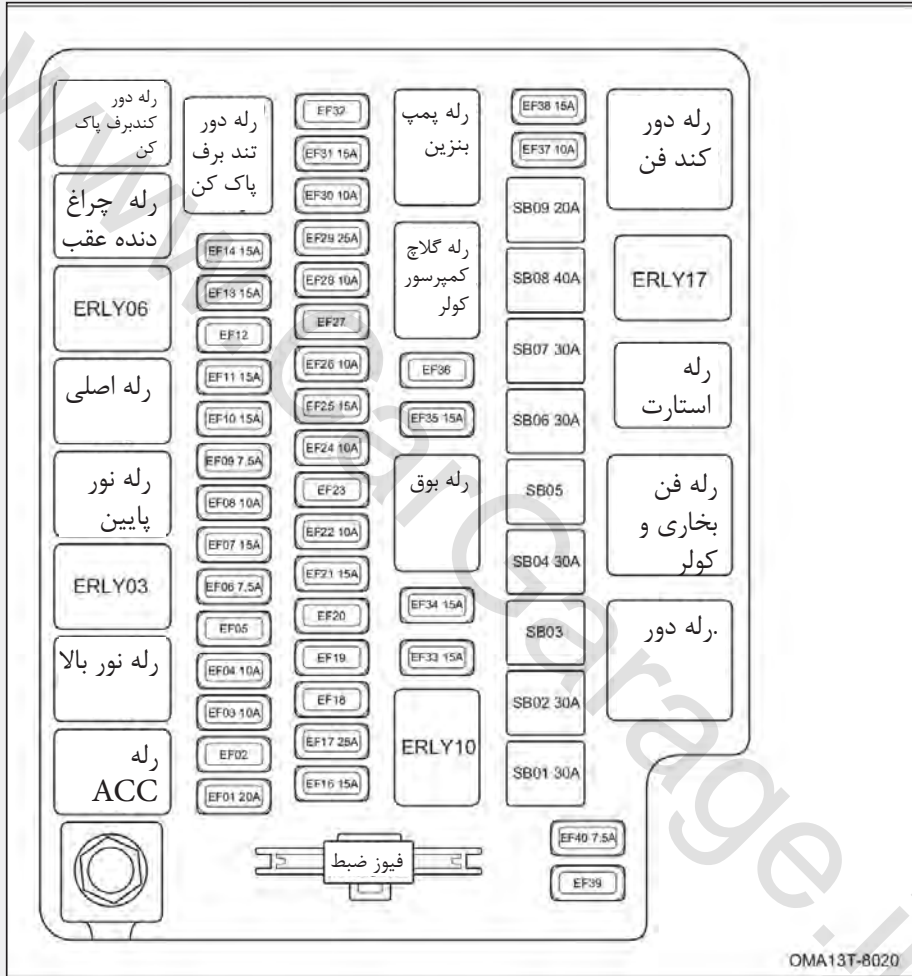 رله دور
کندبرف پاک
کن
رله چراغ
دنده عقب
ERLY06
رله اصلی
رله نور
پایین
ERLY03
رله نور بالا
رله
ACC
رله دور
تند برف
پاک کن
EF14 15A
EF13 15A
EF12
EF11 15A
EF10 15A
EF09 7.5A
EF08 10A
EF07 15A
EF06 7.5A
EF05
EF04 10A
EF03 10A
EF02
EF01 20A
EF32
EF31 15A
EF30 10A
EF29 25A
EF28 10A
EF27
EF26 10A
EF25 15A
EF24 10A
EF23
EF22 10A
EF21 15A
EF20
EF19
EF18
EF17 25A
EF16 15A
رله پمپ
بنزین
رله گلاچ
کمپرسور
کولر
EF36
EF35 15A
رله بوق
EF34 15A
EF33 15A
ERLY10
EF38 15A
EF37 10A
SB09 20A
SB08 40A
SB07 30A
SB06 30A
SB05
SB04 30A
SB03
SB02 30A
SB01 30A
رله دور
کند فن
ERLY17
رله
استارت
رله فن
بخاری و
کولر
رله دور.
فیوز ضبط
EF40 7.5A
EF39
OMA13T-8020